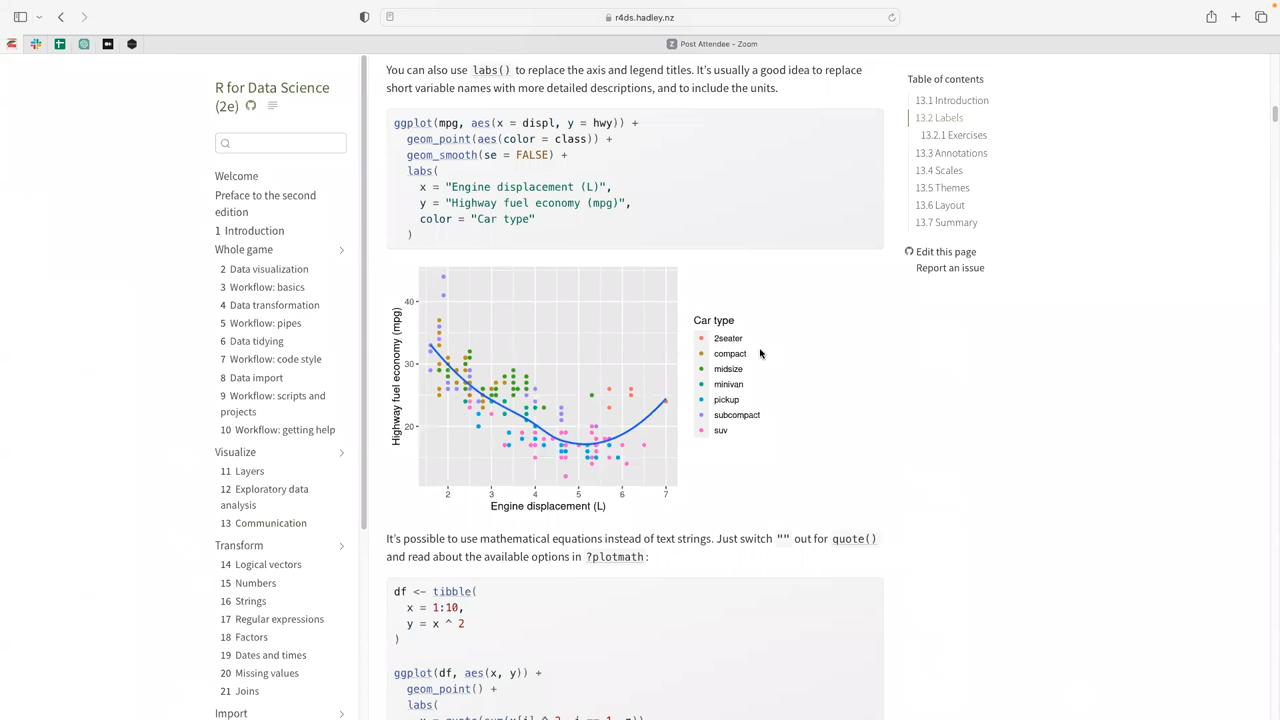 r4ds.hadley.nz
Post Attendee - Zoom
R for Data Science
(2e)
Welcome
Preface to the second
edition
1 Introduction
Whole game
2 Data visualization
3 Workflow: basics
4 Data transformation
5 Workflow: pipes
6 Data tidying
7 Workflow: code style
8 Data import
9 Workflow: scripts and
projects
10 Workflow: getting help
Visualize
11 Layers
12 Exploratory data
analysis
13 Communication
Transform
14 Logical vectors
15 Numbers
16 Strings
17 Regular expressions
18 Factors
19 Dates and times
20 Missing values
21 Joins
Import
You can also use labs() to replace the axis and legend titles. It's usually a good idea to replace
short variable names with more detailed descriptions, and to include the units.
ggplot(mpg, aes(x = displ, y = hwy)) +
geom_point(aes(color = class)) +
geom_smooth(se = FALSE) +
labs(
x = "Engine displacement (L)",
y = "Highway fuel economy (mpg)",
color = "Car type"
)
Highway fuel economy (mpg)
40
30
20
2 3 4 5 6 7
Engine displacement (L)
Car type
2seater
compact
midsize
minivan
pickup
subcompact
suv
It's possible to use mathematical equations instead of text strings. Just switch "" out for quote()
and read about the available options in ?plotmath:
df <- tibble(
x = 1:10,
y = x ^ 2
)
ggplot(df, aes(x, y)) +
geom_point() +
labs(
Table of contents
13.1 Introduction
13.2 Labels
13.2.1 Exercises
13.3 Annotations
13.4 Scales
13.5 Themes
13.6 Layout
13.7 Summary
Edit this page
Report an issue